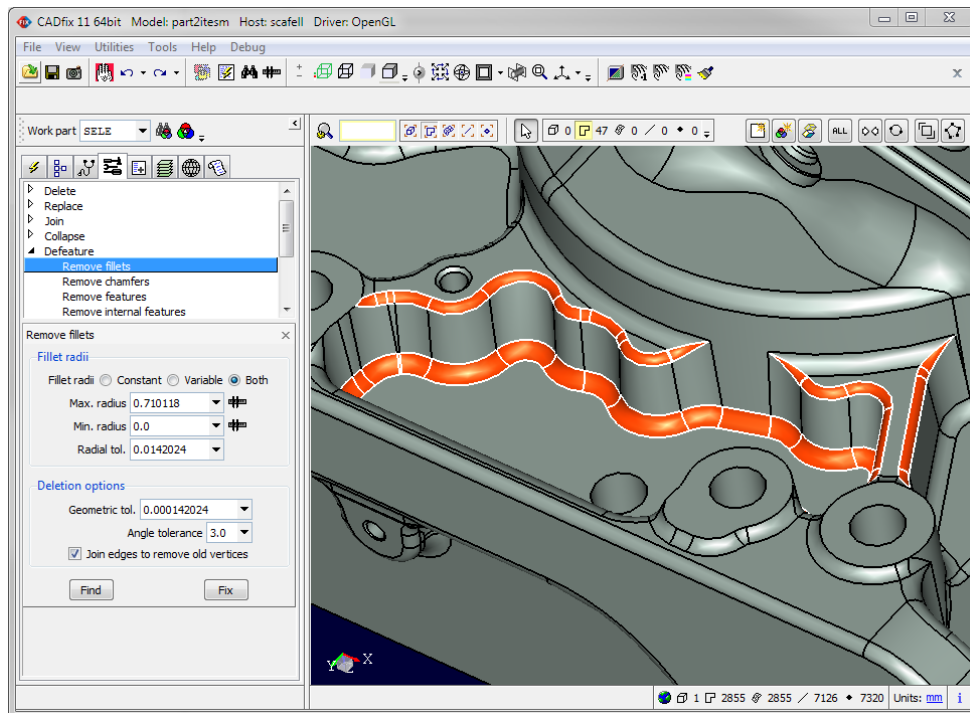 CADfix 11 64bit Model: part2itesm Host: scafell Driver: OpenGL
File View Utilities Tools Help Debug
Work part SELE
0 47 0 0 0
ALL
Delete
Replace
Join
Collapse
Defeature
Remove fillets
Remove chamfers
Remove features
Remove internal features
Remove fillets
Fillet radii
Fillet radii Constant Variable Both
Max. radius 0.710118
Min. radius 0.0
Radial tol. 0.0142024
Deletion options
Geometric tol. 0.000142024
Angle tolerance 3.0
Join edges to remove old vertices
Find Fix
Y Z X
1 2855 2855 7126 7320 Units: mm i